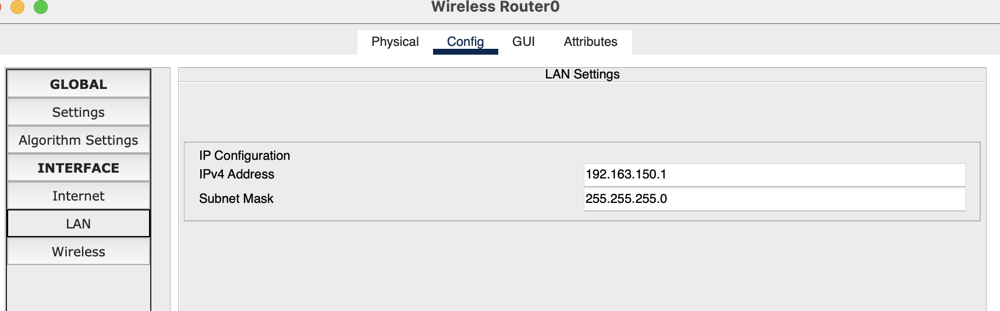 Wireless Router0
Physical Config GUI Attributes
GLOBAL
Settings
Algorithm Settings
INTERFACE
Internet
LAN
Wireless
LAN Settings
IP Configuration
IPv4 Address 192.163.150.1
Subnet Mask 255.255.255.0